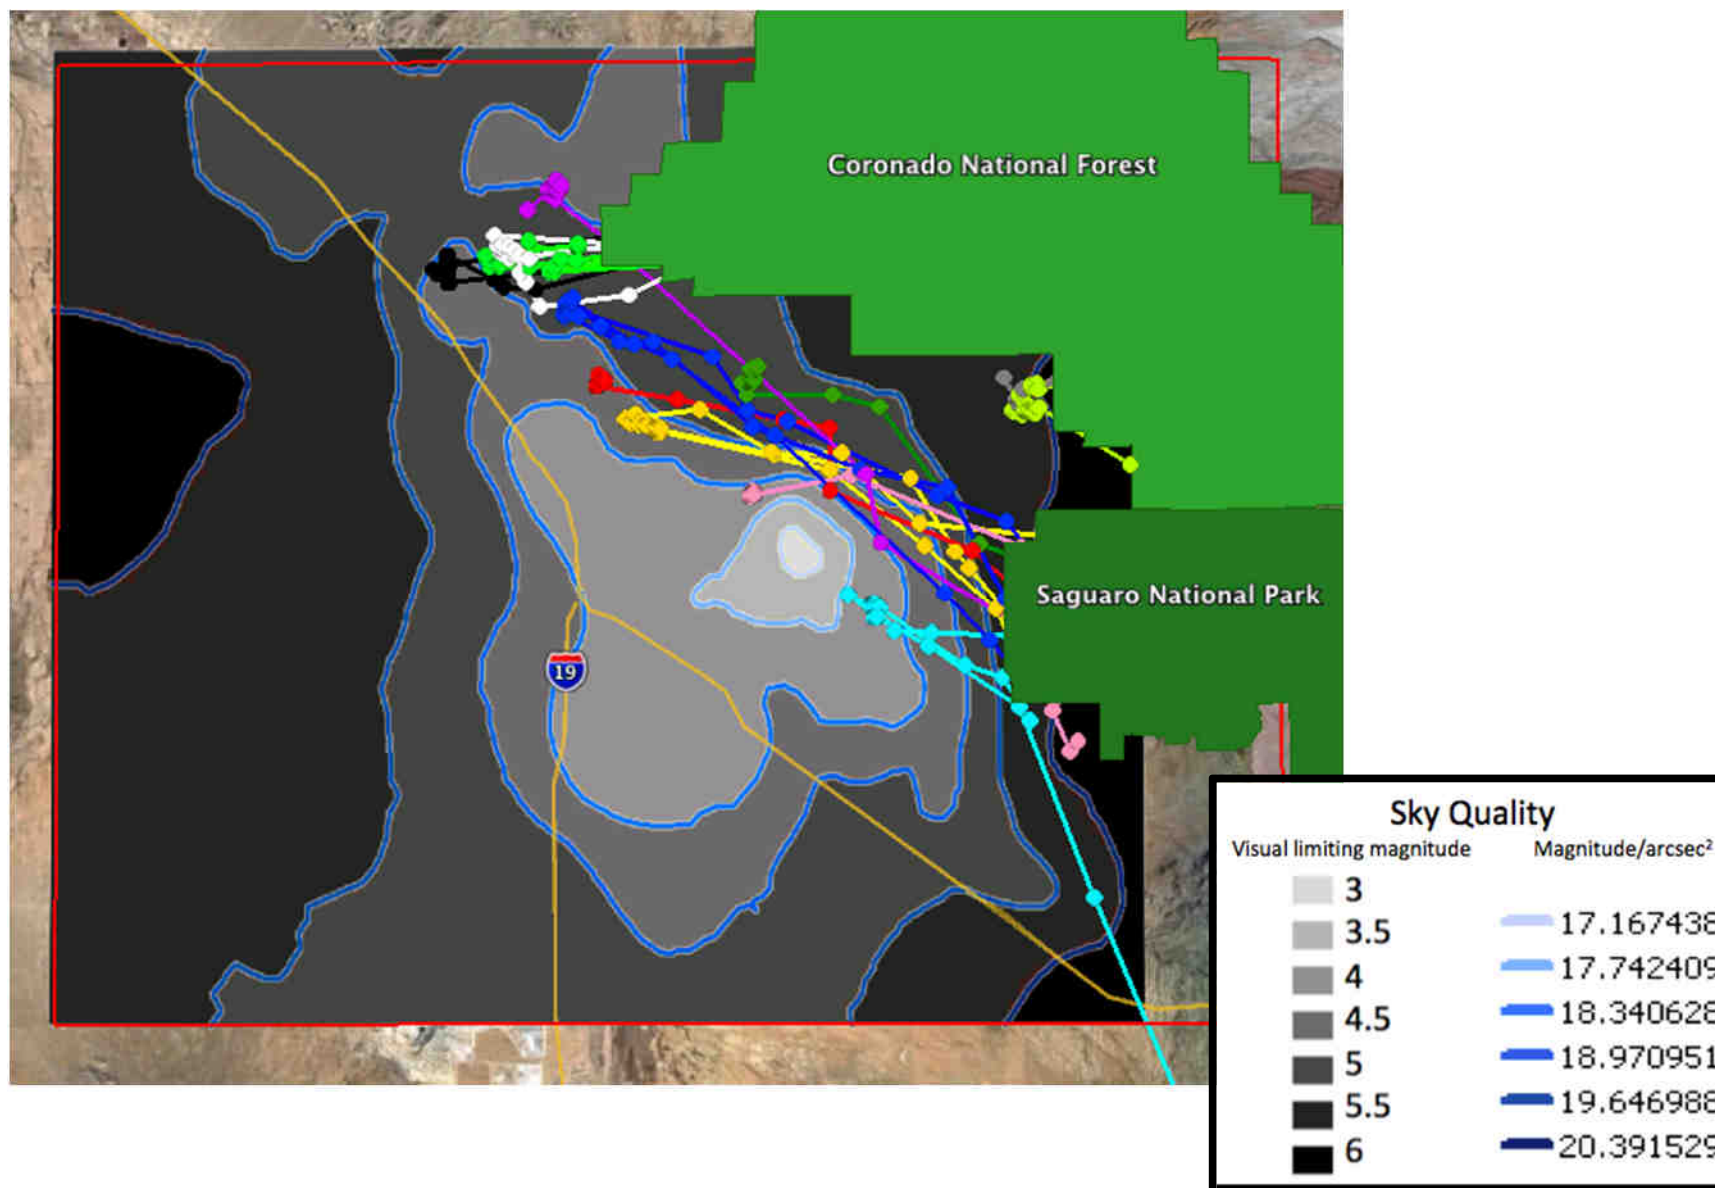 Coronado National Forest
Saguaro National Park
19
Sky Quality
Visual limiting magnitude Magnitude/arcsec²
3
3.5 17.167438
4 17.742409
4.5 18.340628
5 18.970951
5.5 19.646988
6 20.391529